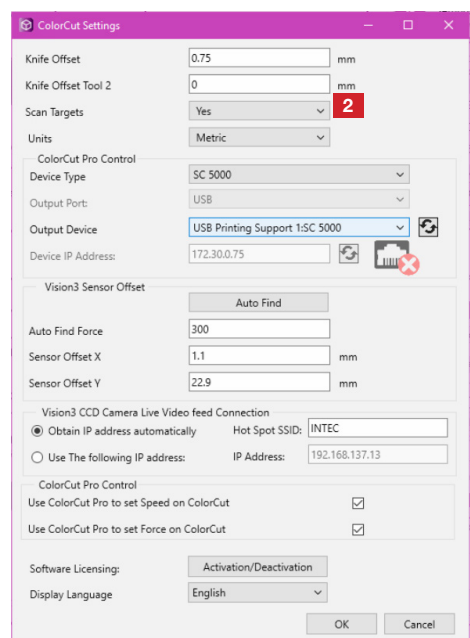 ColorCut Settings
Knife Offset 0.75 mm
Knife Offset Tool 2 0 mm
Scan Targets Yes 2
Units Metric
ColorCut Pro Control
Device Type SC 5000
Output Port: USB
Output Device USB Printing Support 1:SC 5000
Device IP Address: 172.30.0.75
Vision3 Sensor Offset
Auto Find
Auto Find Force 300
Sensor Offset X 1.1 mm
Sensor Offset Y 22.9 mm
Vision3 CCD Camera Live Video feed Connection
Obtain IP address automatically Hot Spot SSID: INTEC
Use The following IP address: IP Address: 192.168.137.13
ColorCut Pro Control
Use ColorCut Pro to set Speed on ColorCut
Use ColorCut Pro to set Force on ColorCut
Software Licensing: Activation/Deactivation
Display Language English
OK Cancel